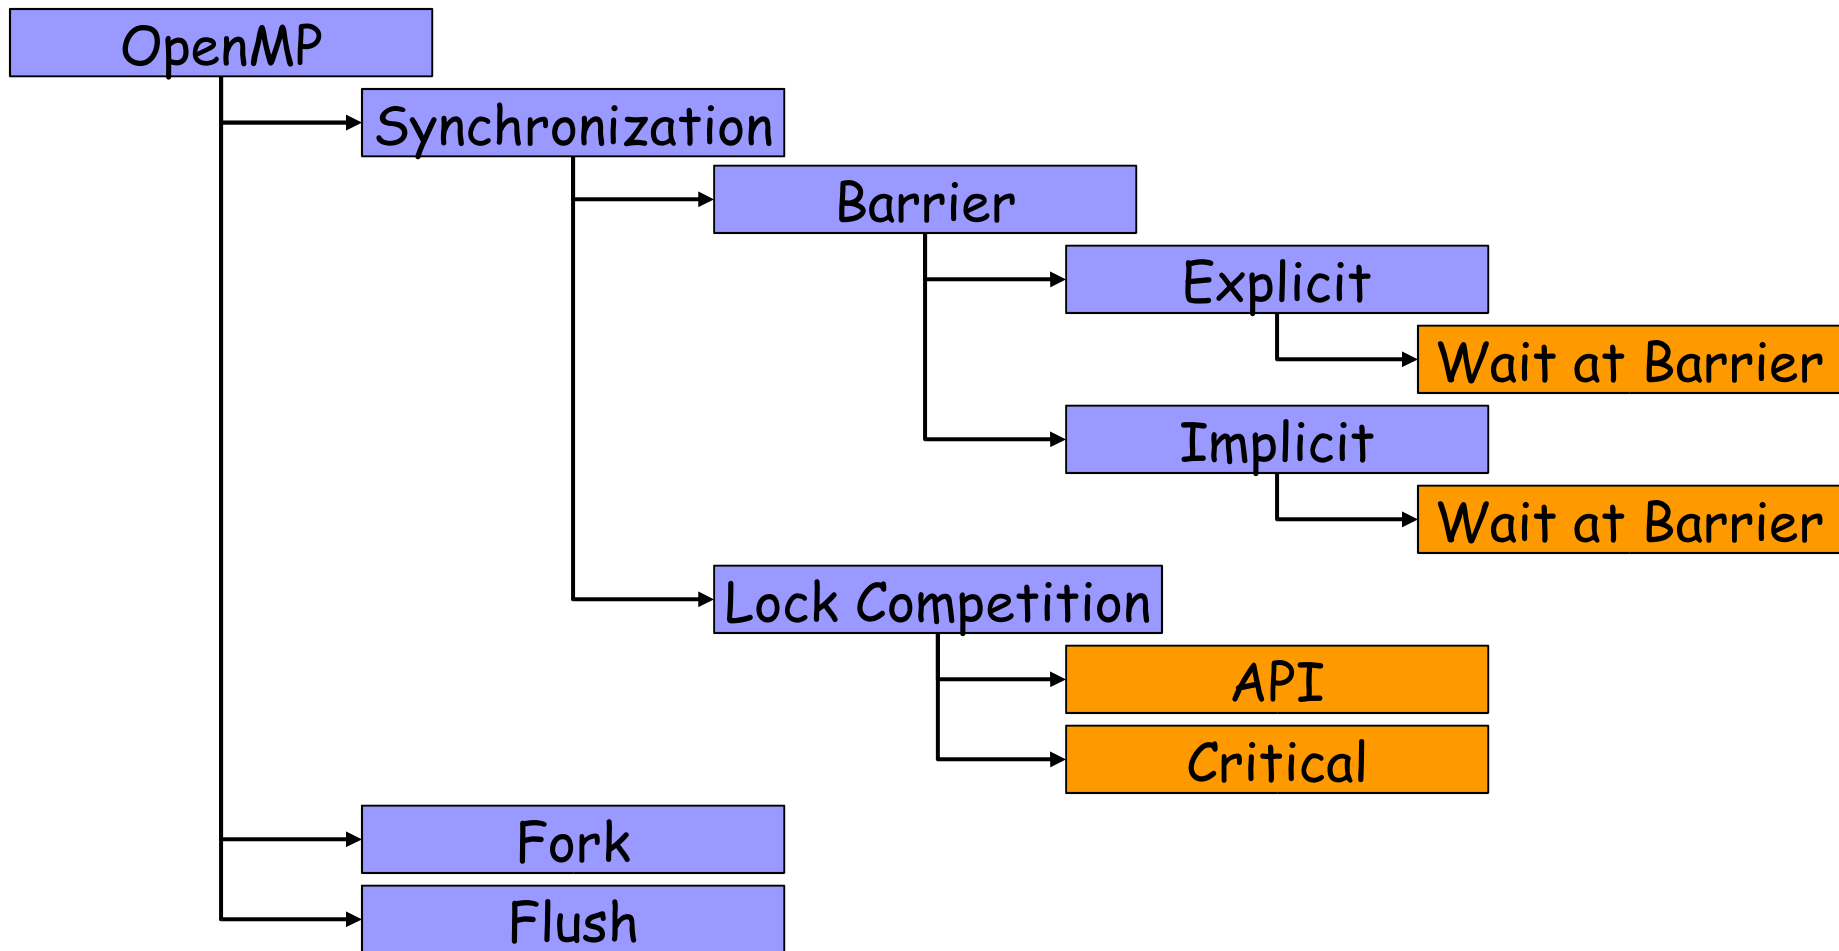 OpenMP
Synchronization
Barrier
Explicit
Wait at Barrier
Implicit
Wait at Barrier
Lock Competition
API
Critical
Fork
Flush